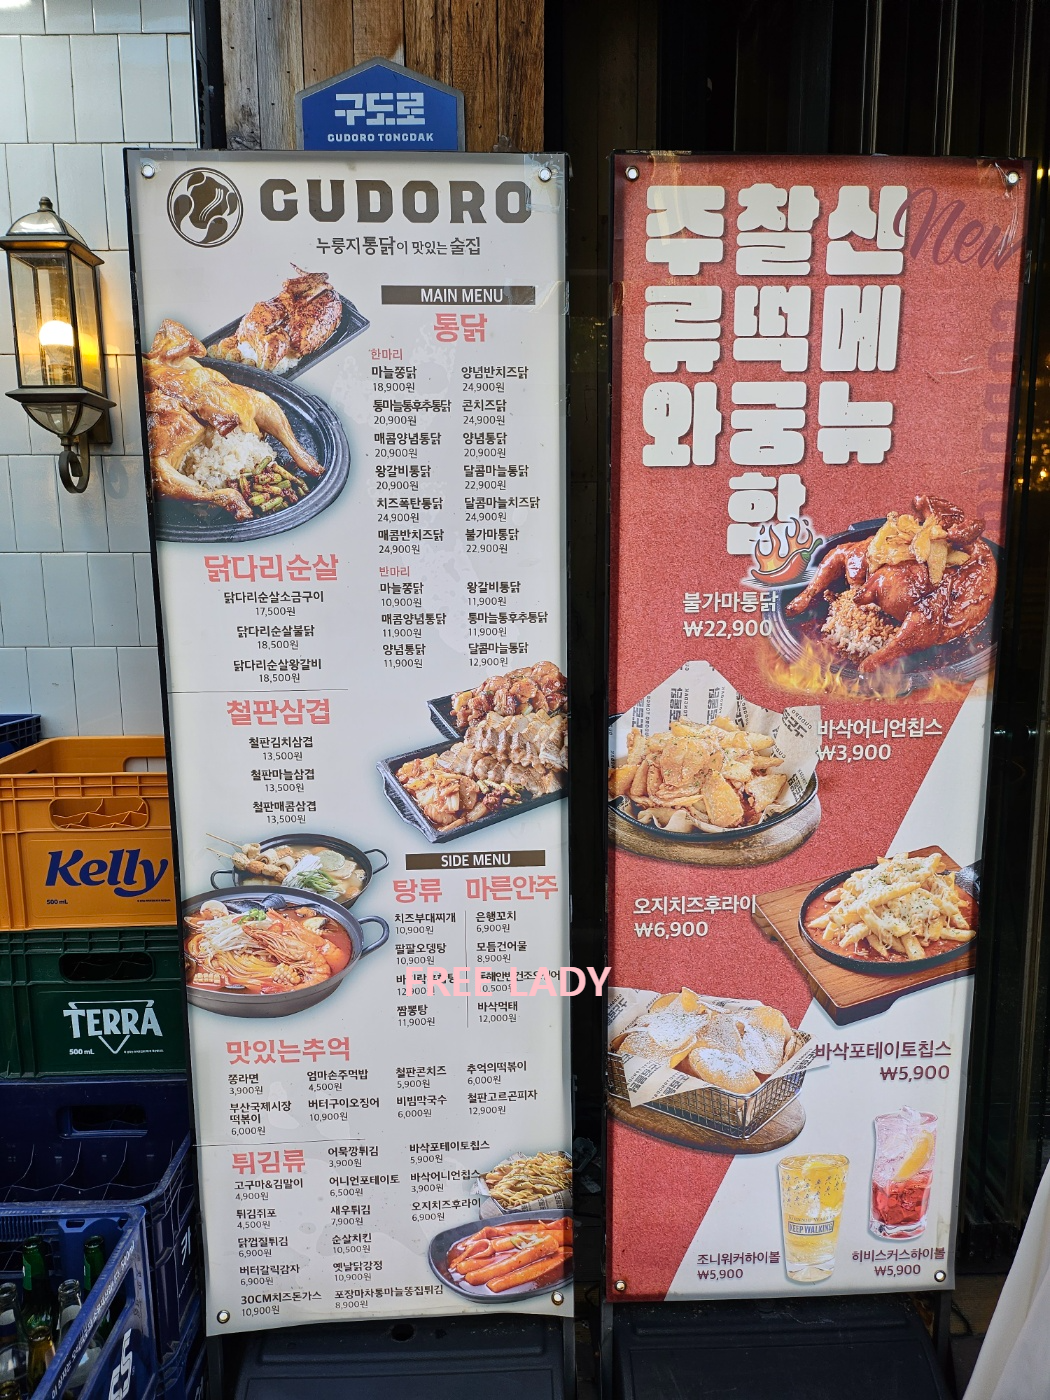 구도로
GUDORO TONGDAK
GUDORO
누룽지통닭이 맛있는 술집
MAIN MENU
통닭
한마리
마늘쫑닭
18,900원
통마늘통후추통닭
20,900원
매콤양념통닭
20,900원
왕갈비통닭
20,900원
치즈폭탄통닭
24,900원
매콤반치즈닭
24,900원
양념반치즈닭
24,900원
콘치즈닭
24,900원
양념통닭
20,900원
달콤마늘통닭
22,900원
달콤마늘치즈닭
24,900원
불가마통닭
22,900원
반마리
마늘쫑닭
10,900원
매콤양념통닭
11,900원
양념통닭
11,900원
왕갈비통닭
11,900원
통마늘통후추통닭
11,900원
달콤마늘통닭
12,900원
닭다리순살
닭다리순살소금구이
17,500원
닭다리순살불닭
18,500원
닭다리순살왕갈비
18,500원
철판삼겹
철판김치삼겹
13,500원
철판마늘삼겹
13,500원
철판매콤삼겹
13,500원
SIDE MENU
탕류
치즈부대찌개
10,900원
팔팔오뎅탕
10,900원
짬뽕탕
11,900원
마른안주
은행꼬치
6,900원
모듬건어물
8,900원
바삭먹태
12,000원
FREE LADY
맛있는추억
쫑라면
3,900원
부산국제시장
떡볶이
6,000원
엄마손주먹밥
4,500원
버터구이오징어
철판콘치즈
5,900원
비빔막국수
6,000원
추억의떡볶이
6,000원
철판고르곤피자
12,900원
튀김류
고구마&김말이
4,900원
튀김쥐포
4,500원
닭껍질튀김
6,900원
버터갈릭감자
6,900원
30CM치즈돈가스
10,900원
어묵깡튀김
3,900원
어니언포테이토
6,500원
새우튀김
7,900원
순살치킨
10,500원
옛날닭강정
10,900원
포장마차통마늘똥집튀김
8,900원
바삭포테이토칩스
5,900원
바삭어니언칩스
3,900원
오지치즈후라이
6,900원
Kelly
500 mL
TERRA
500 mL
New
신메뉴
찰떡궁합
주류와
불가마통닭
₩22,900
바삭어니언칩스
₩3,900
오지치즈후라이
₩6,900
바삭포테이토칩스
₩5,900
KEEP WALKING
조니워커하이볼
₩5,900
히비스커스하이볼
₩5,900